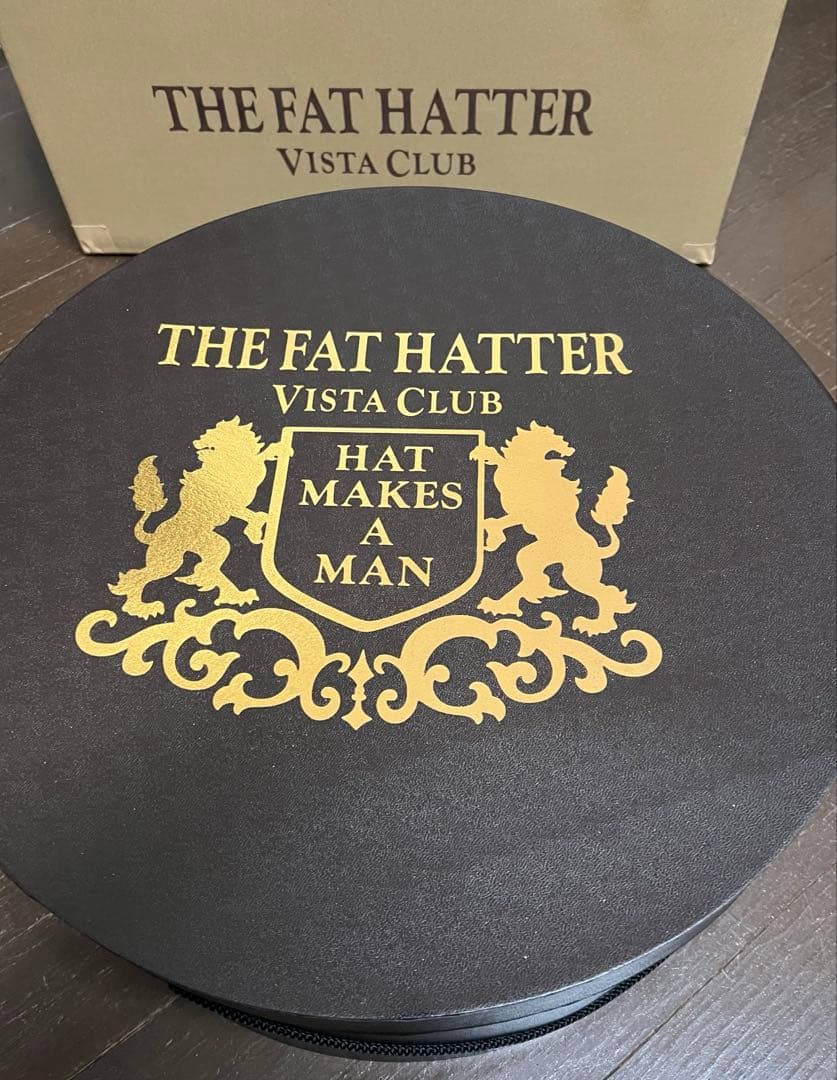 THE FAT HATTER
VISTA CLUB
THE FAT HATTER
VISTA CLUB
HAT
MAKES
A
MAN